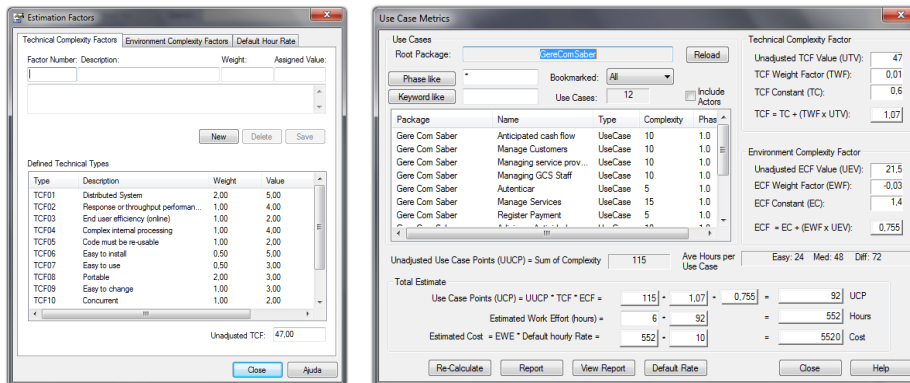 Estimation Factors
Technical Complexity Factors Environment Complexity Factors Default Hour Rate
Factor Number: Description: Weight: Assigned Value:
New Delete Save
Defined Technical Types
Type Description Weight Value
TCF01 Distributed System 2,00 5,00
TCF02 Response or throughput performan... 1,00 4,00
TCF03 End user efficiency (online) 1,00 2,00
TCF04 Complex internal processing 1,00 4,00
TCF05 Code must be re-usable 1,00 2,00
TCF06 Easy to install 0,50 5,00
TCF07 Easy to use 0,50 3,00
TCF08 Portable 2,00 3,00
TCF09 Easy to change 1,00 3,00
TCF10 Concurrent 1,00 2,00
Unadjusted TCF: 47,00
Close Ajuda
Use Case Metrics
Use Cases
Root Package: GereComSaber Reload
Phase like * Bookmarked: All
Keyword like Use Cases: 12 Include Actors
Package Name Type Complexity Phas
Gere Com Saber Anticipated cash flow UseCase 10 1.0
Gere Com Saber Manage Customers UseCase 10 1.0
Gere Com Saber Managing service prov... UseCase 10 1.0
Gere Com Saber Managing GCS Staff UseCase 10 1.0
Gere Com Saber Autenticar UseCase 5 1.0
Gere Com Saber Manage Services UseCase 15 1.0
Gere Com Saber Register Payment UseCase 5 1.0
Technical Complexity Factor
Unadjusted TCF Value (UTV): 47
TCF Weight Factor (TWF): 0,01
TCF Constant (TC): 0,6
TCF = TC + (TWF x UTV): 1,07
Environment Complexity Factor
Unadjusted ECF Value (UEV): 21,5
ECF Weight Factor (EWF): -0,03
ECF Constant (EC): 1,4
ECF = EC + (EWF x UEV): 0,755
Unadjusted Use Case Points (UUCP) = Sum of Complexity 115 Ave Hours per Use Case Easy: 24 Med: 48 Diff: 72
Total Estimate
Use Case Points (UCP) = UUCP * TCF * ECF = 115 * 1,07 * 0,755 = 92 UCP
Estimated Work Effort (hours) = 6 * 92 = 552 Hours
Estimated Cost = EWE * Default hourly Rate = 552 * 10 = 5520 Cost
Re-Calculate Report View Report Default Rate Close Help